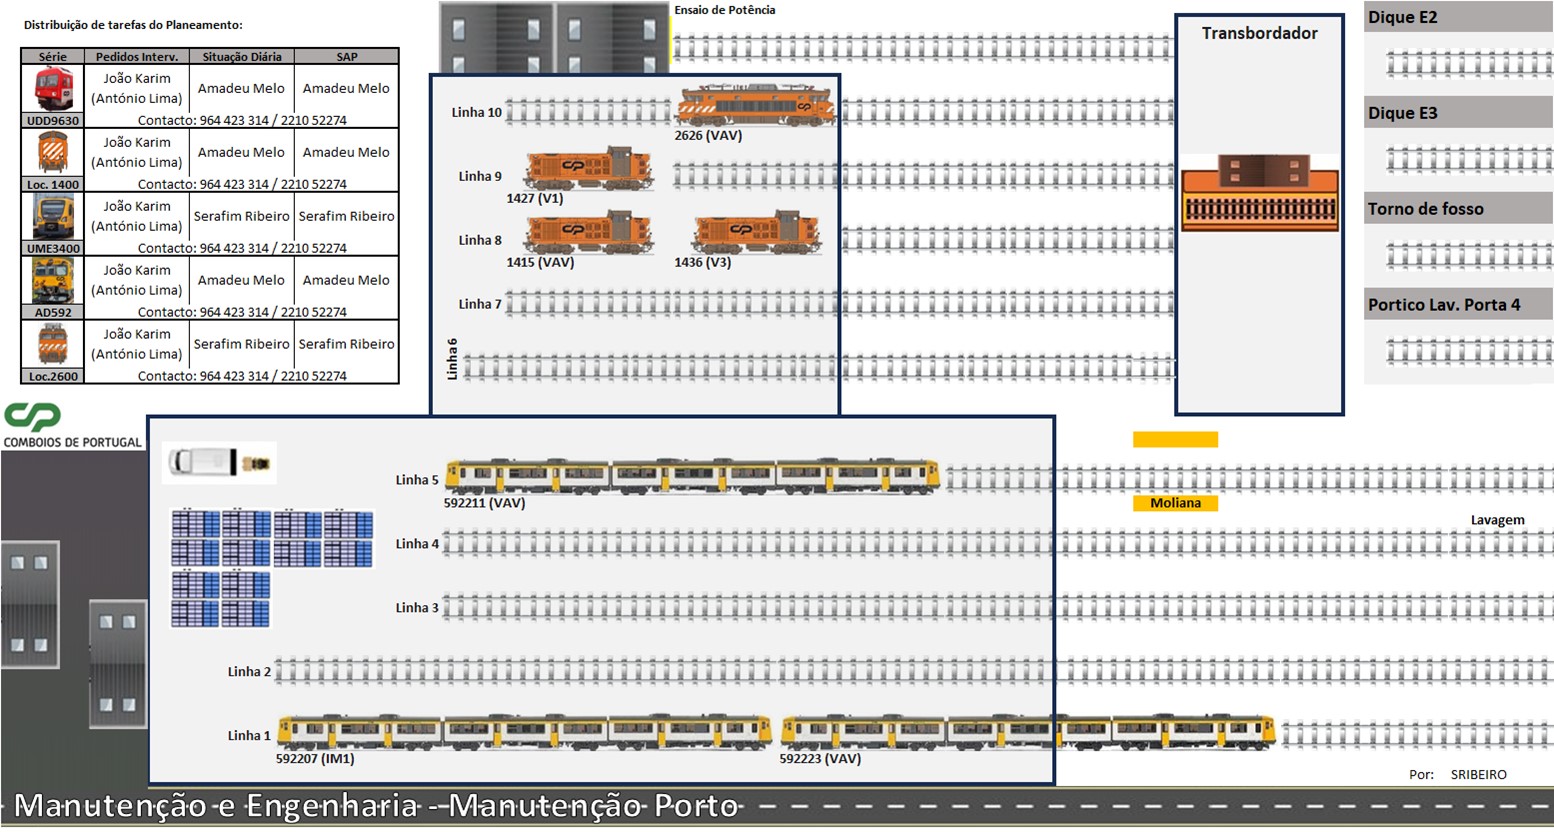 Distribuição de tarefas do Planeamento:
Série Pedidos Interv. Situação Diária SAP
João Karim
(António Lima) Amadeu Melo Amadeu Melo
UDD9630 Contacto: 964 423 314 / 2210 52274
João Karim
(António Lima) Amadeu Melo Amadeu Melo
Loc. 1400 Contacto: 964 423 314 / 2210 52274
João Karim
(António Lima) Serafim Ribeiro Serafim Ribeiro
UME3400 Contacto: 964 423 314 / 2210 52274
João Karim
(António Lima) Amadeu Melo Amadeu Melo
AD592 Contacto: 964 423 314 / 2210 52274
João Karim
(António Lima) Serafim Ribeiro Serafim Ribeiro
Loc.2600 Contacto: 964 423 314 / 2210 52274
CP
COMBOIOS DE PORTUGAL
Ensaio de Potência
Linha 10
2626 (VAV)
Linha 9
1427 (V1)
Linha 8
1415 (VAV)
1436 (V3)
Linha 7
Linha 6
Transbordador
Dique E2
Dique E3
Torno de fosso
Portico Lav. Porta 4
Linha 5
592211 (VAV)
Moliana
Lavagem
Linha 4
Linha 3
Linha 2
Linha 1
592207 (IM1)
592223 (VAV)
Por: SRIBEIRO
Manutenção e Engenharia - Manutenção Porto